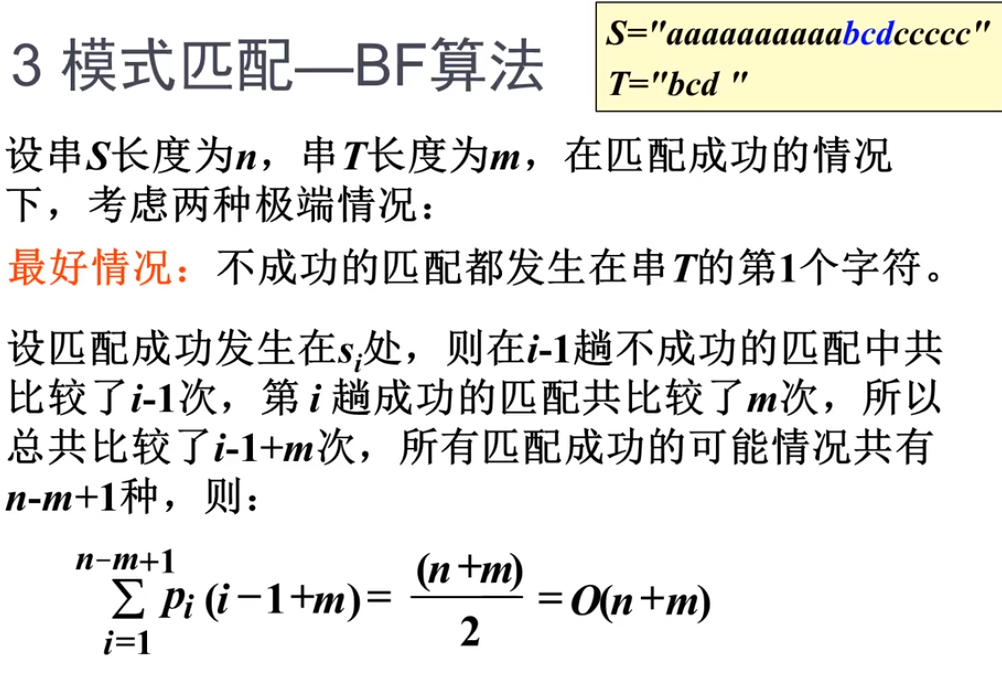 3 模式匹配—BF算法
S="aaaaaaaaaabcdccccc"
T="bcd "
设串S长度为n，串T长度为m，在匹配成功的情况
下，考虑两种极端情况：
最好情况：不成功的匹配都发生在串T的第1个字符。
设匹配成功发生在si处，则在i-1趟不成功的匹配中共
比较了i-1次，第 i 趟成功的匹配共比较了m次，所以
总共比较了i-1+m次，所有匹配成功的可能情况共有
n-m+1种，则：
∑_{i=1}^{n−m+1} pi (i−1+m)= (n+m)/2 =O(n+m)